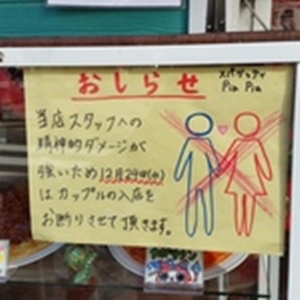 おしらせ
スパゲッティ
Pia Pia
当店スタッフへの
精神的ダメージが
強いため12月24日(火)
はカップルの入店を
お断りさせて頂きます。